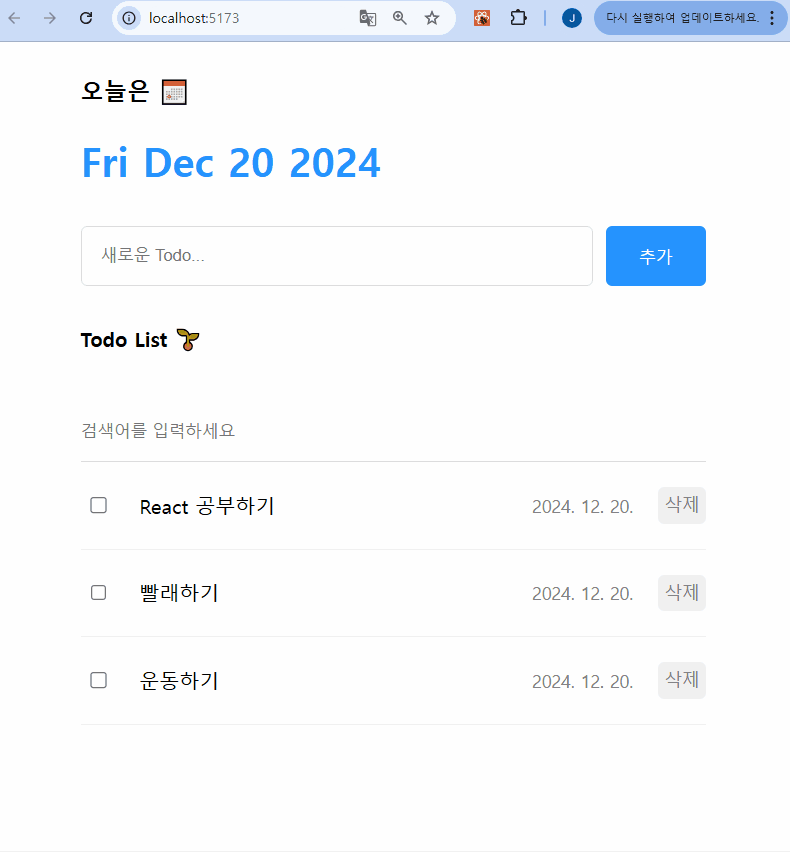 localhost:5173
J
다시 실행하여 업데이트하세요.
오늘은
Fri Dec 20 2024
새로운 Todo...
추가
Todo List
검색어를 입력하세요
React 공부하기 2024. 12. 20. 삭제
빨래하기 2024. 12. 20. 삭제
운동하기 2024. 12. 20. 삭제